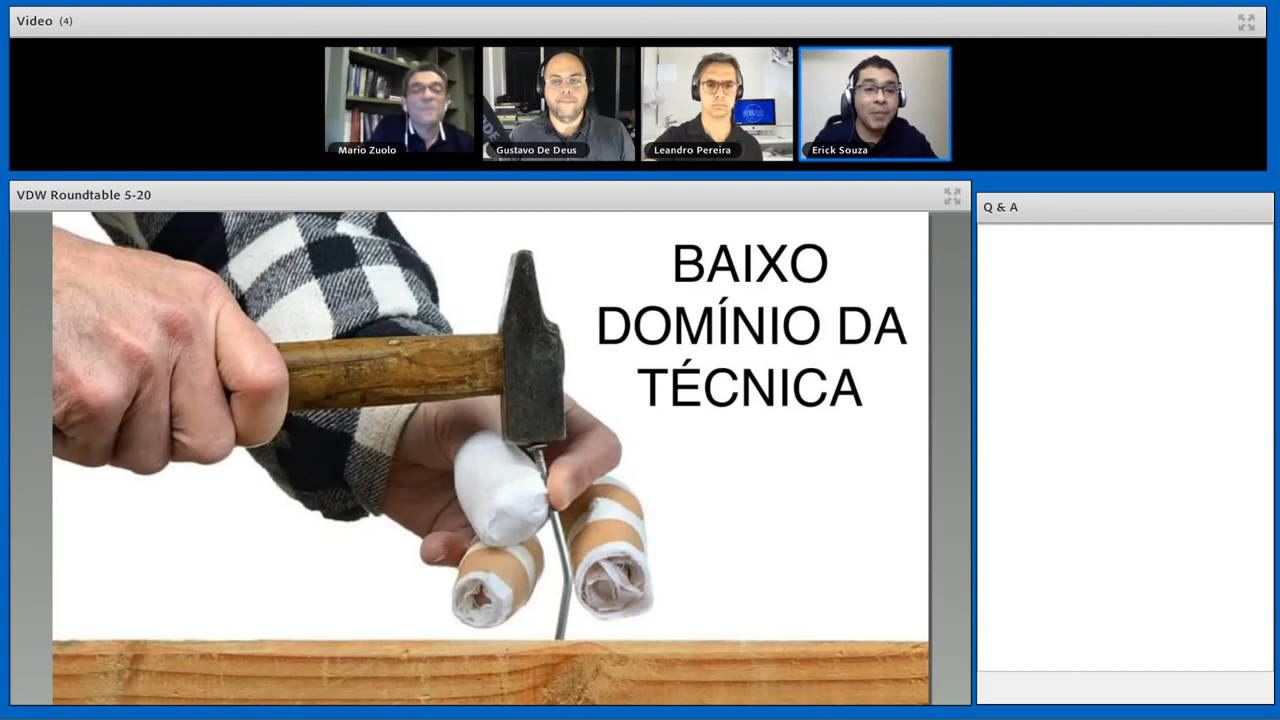 Video (4)
Mario Zuolo
Gustavo De Deus
Leandro Pereira
Erick Souza
VDW Roundtable 5-20
BAIXO
DOMÍNIO DA
TÉCNICA
Q & A